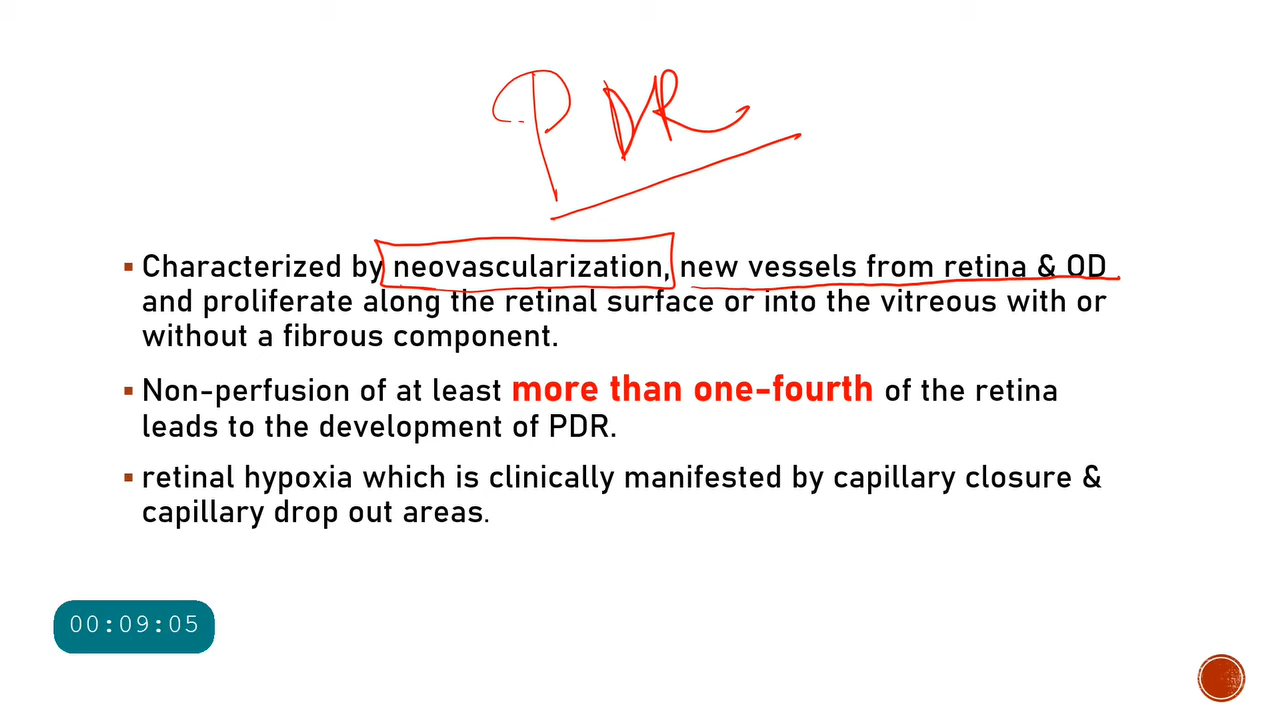 PDR
Characterized by neovascularization, new vessels from retina & OD
and proliferate along the retinal surface or into the vitreous with or
without a fibrous component.
Non-perfusion of at least more than one-fourth of the retina
leads to the development of PDR.
retinal hypoxia which is clinically manifested by capillary closure &
capillary drop out areas.
00:09:05